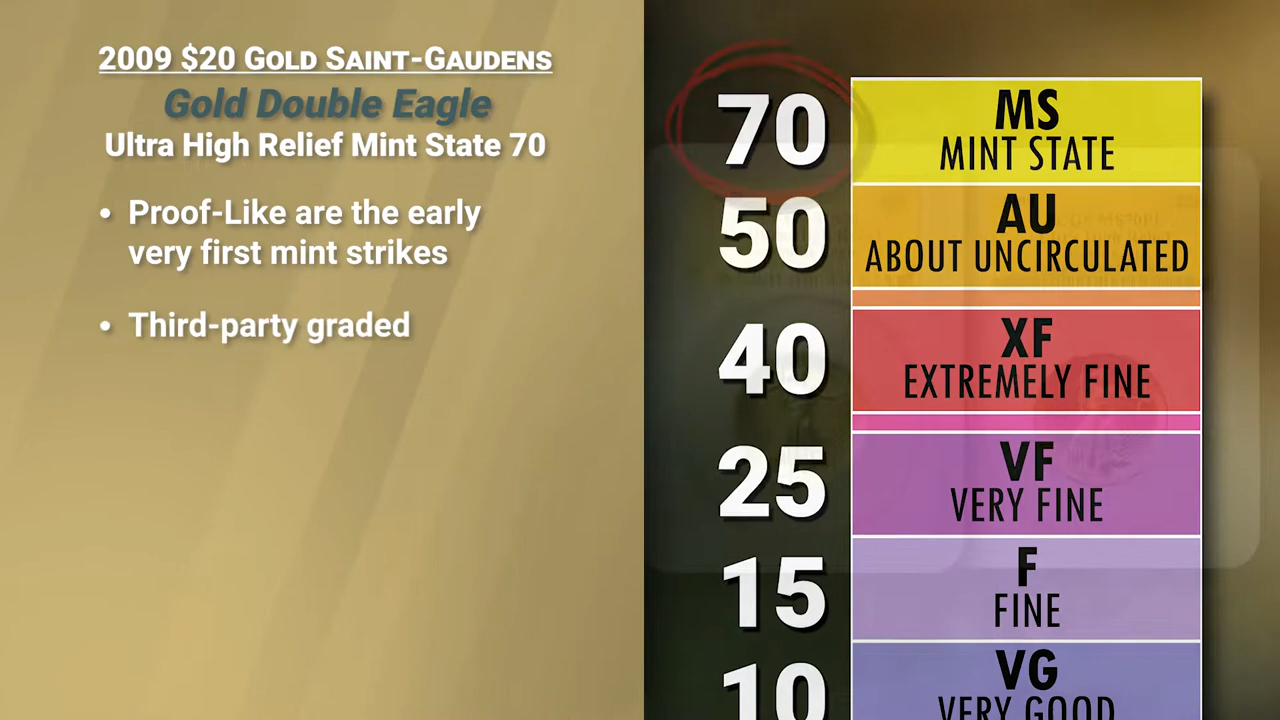 2009 $20 Gold Saint-Gaudens
Gold Double Eagle
Ultra High Relief Mint State 70
• Proof-Like are the early
very first mint strikes
• Third-party graded
70
MS
MINT STATE
50
AU
ABOUT UNCIRCULATED
40
XF
EXTREMELY FINE
25
VF
VERY FINE
15
F
FINE
10
VG
VERY GOOD